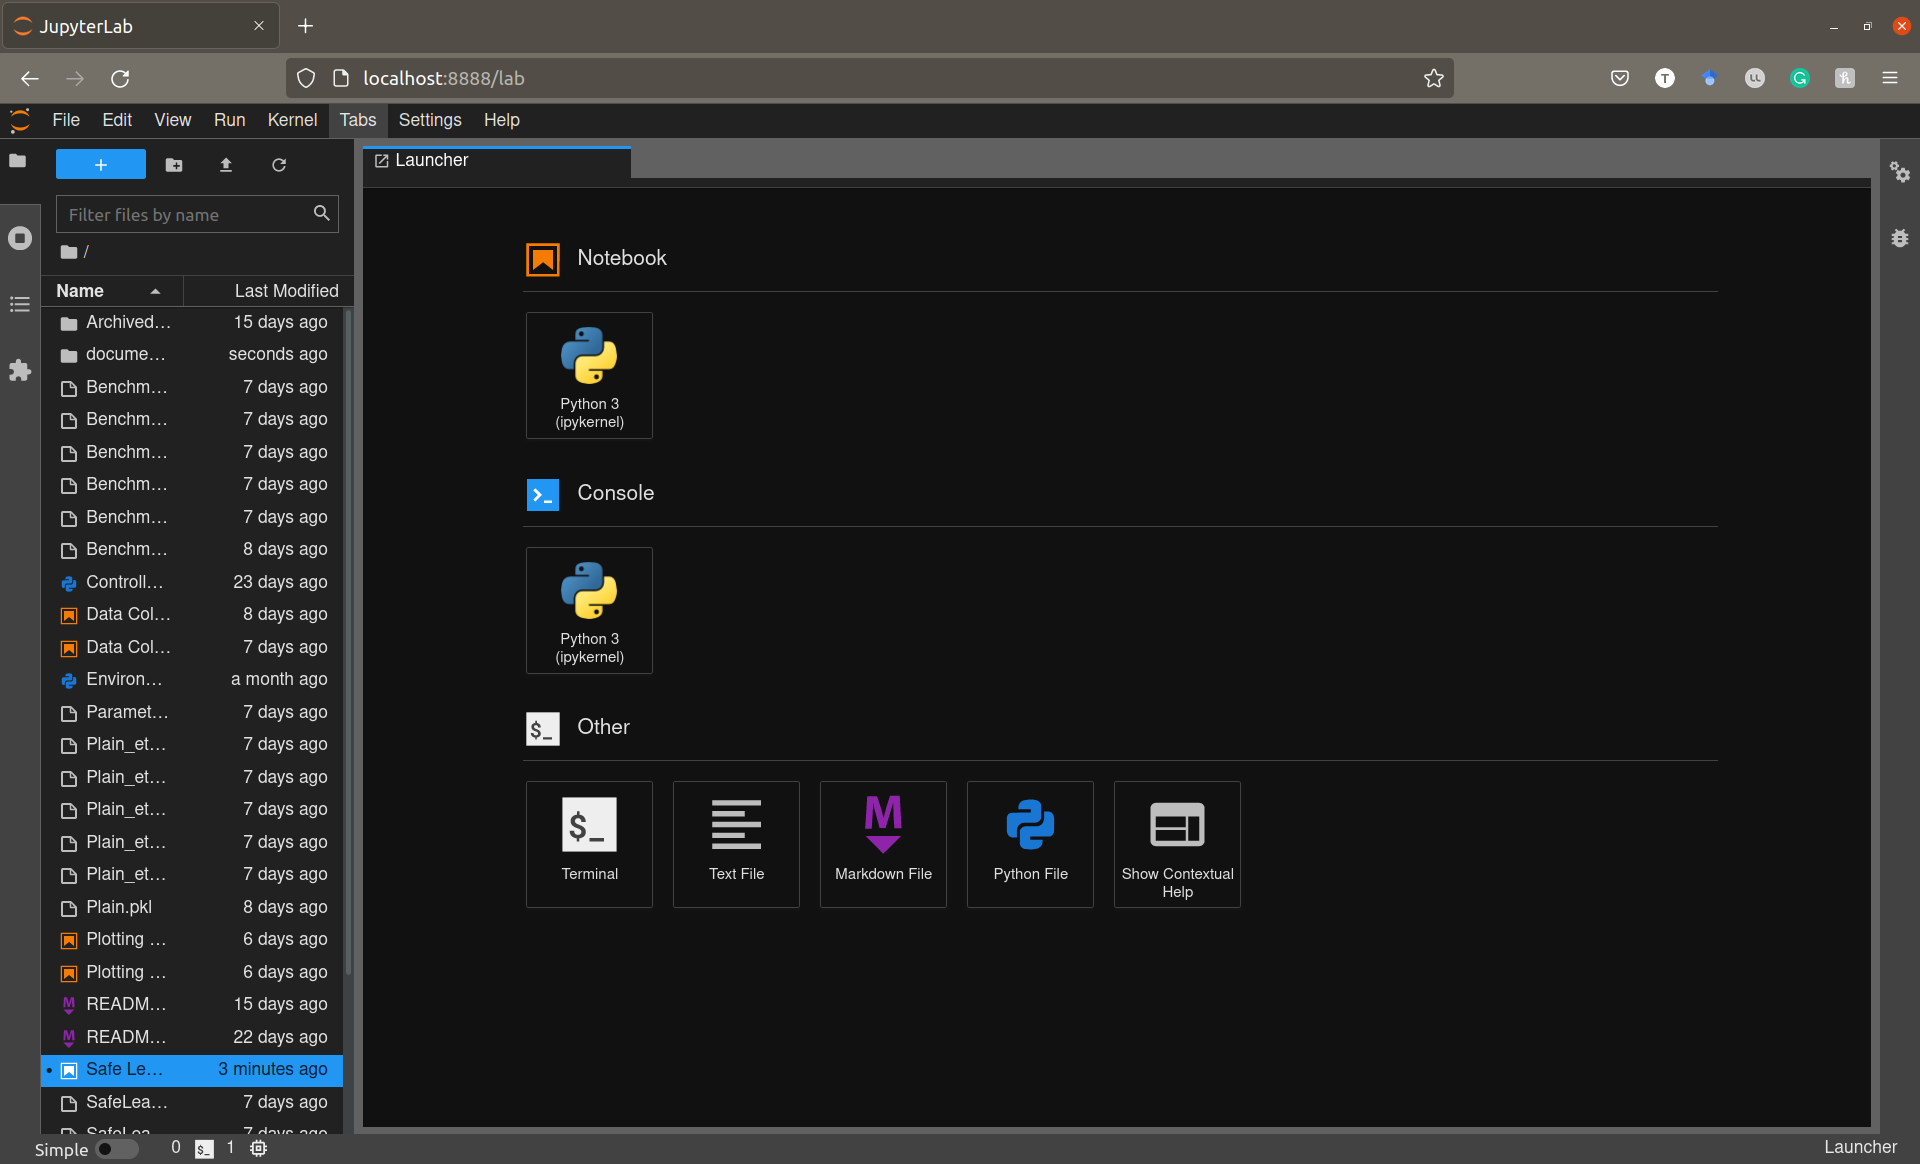 JupyterLab
localhost:8888/lab
File Edit View Run Kernel Tabs Settings Help
+
Filter files by name
/
Name Last Modified
Archived… 15 days ago
docume… seconds ago
Benchm… 7 days ago
Benchm… 7 days ago
Benchm… 7 days ago
Benchm… 7 days ago
Benchm… 7 days ago
Benchm… 8 days ago
Controll… 23 days ago
Data Col… 8 days ago
Data Col… 7 days ago
Environ… a month ago
Paramet… 7 days ago
Plain_et… 7 days ago
Plain_et… 7 days ago
Plain_et… 7 days ago
Plain_et… 7 days ago
Plain_et… 7 days ago
Plain.pkl 8 days ago
Plotting … 6 days ago
Plotting … 6 days ago
READM… 15 days ago
READM… 22 days ago
Safe Le… 3 minutes ago
SafeLea… 7 days ago
SafeLea… 7 days ago
Launcher
Notebook
Python 3
(ipykernel)
Console
Python 3
(ipykernel)
$_ Other
$_
Terminal
Text File
M
Markdown File
Python File
Show Contextual
Help
Simple 0 $_ 1
Launcher